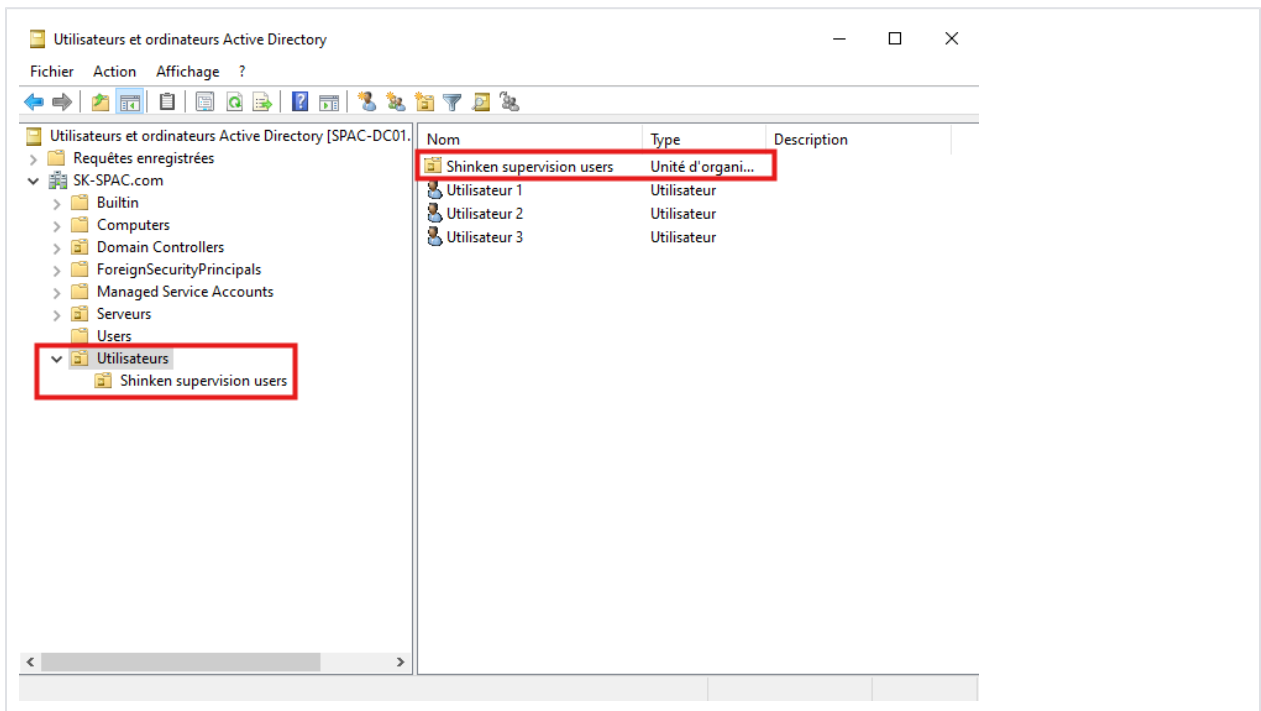 Utilisateurs et ordinateurs Active Directory
Fichier Action Affichage ?
Utilisateurs et ordinateurs Active Directory [SPAC-DC01.
Requêtes enregistrées
SK-SPAC.com
Builtin
Computers
Domain Controllers
ForeignSecurityPrincipals
Managed Service Accounts
Serveurs
Users
Utilisateurs
Shinken supervision users
Nom Type Description
Shinken supervision users Unité d'organi...
Utilisateur 1 Utilisateur
Utilisateur 2 Utilisateur
Utilisateur 3 Utilisateur